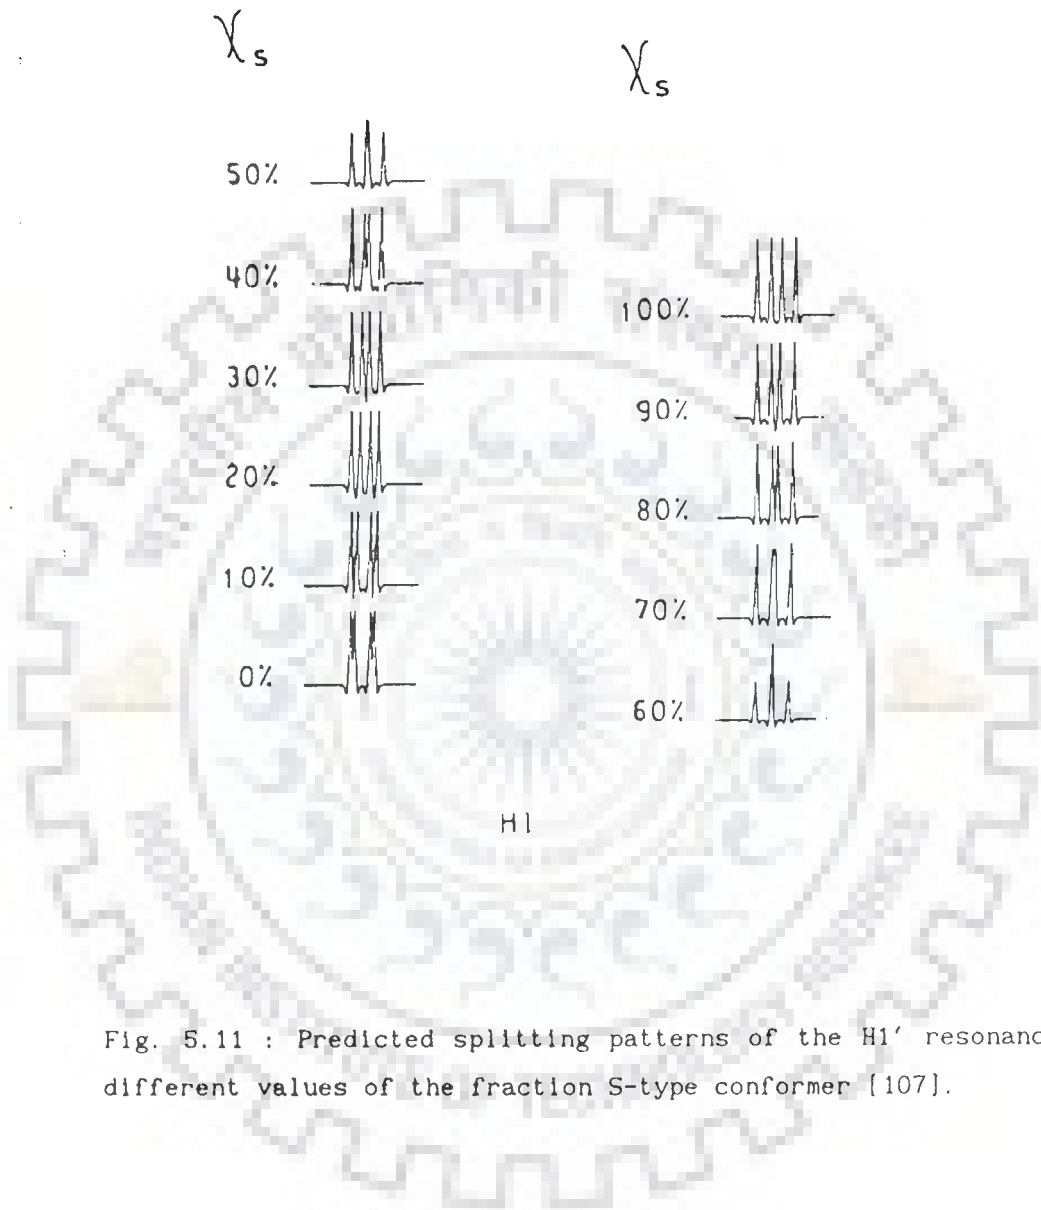 χs
50%
40%
30%
20%
10%
0%
χs
100%
90%
80%
70%
60%
H1
Fig. 5.11 : Predicted splitting patterns of the H1′ resonanc
different values of the fraction S-type conformer [107].